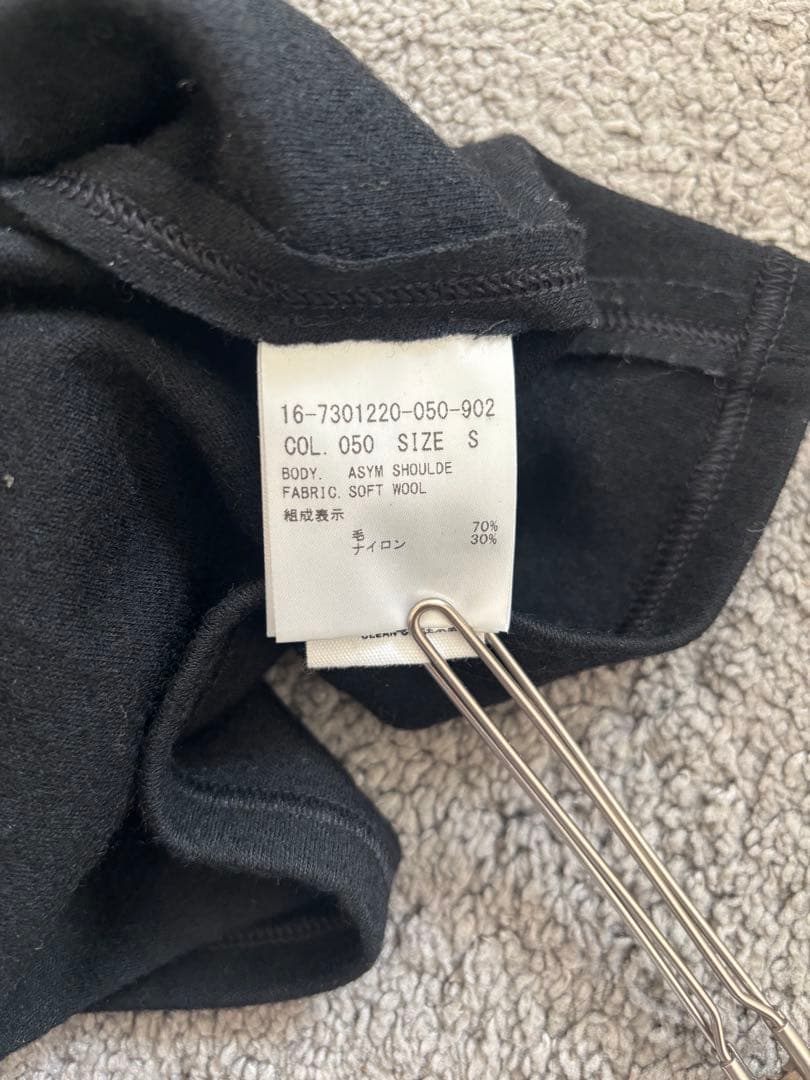 16-7301220-050-902
COL. 050 SIZE S
BODY. ASYM SHOULDE
FABRIC. SOFT WOOL
組成表示
毛 70%
ナイロン 30%